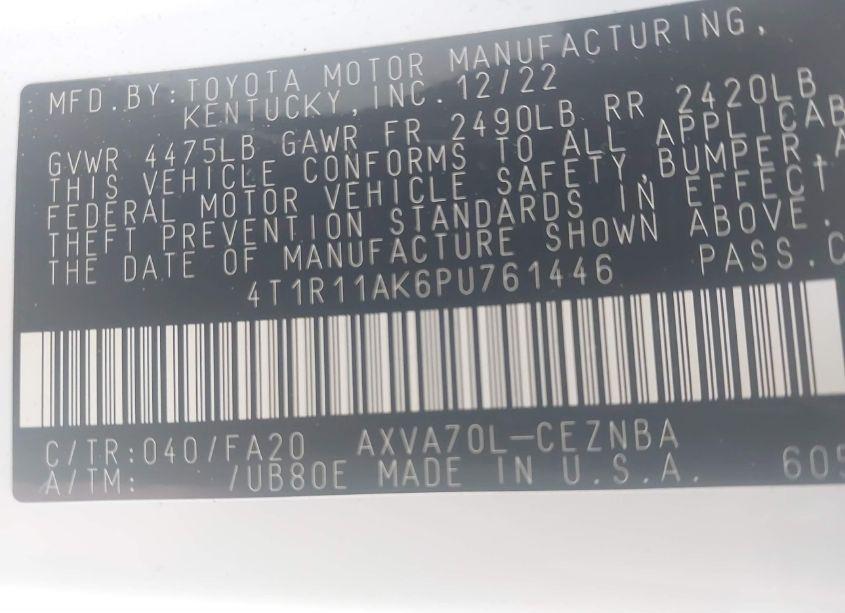 MFD.BY:TOYOTA MOTOR MANUFACTURING,
KENTUCKY,INC. 12/22
GVWR 4475LB GAWR FR 2490LB RR 2420LB
THIS VEHICLE CONFORMS TO ALL APPLICAB
FEDERAL MOTOR VEHICLE SAFETY,BUMPER,A
THEFT PREVENTION STANDARDS IN EFFECT
THE DATE OF MANUFACTURE SHOWN ABOVE.
4T1R11AK6PU761446 PASS.C
C/TR:040/FA20 AXVA70L-CEZNBA
A/TM: /UB80E MADE IN U.S.A. 609